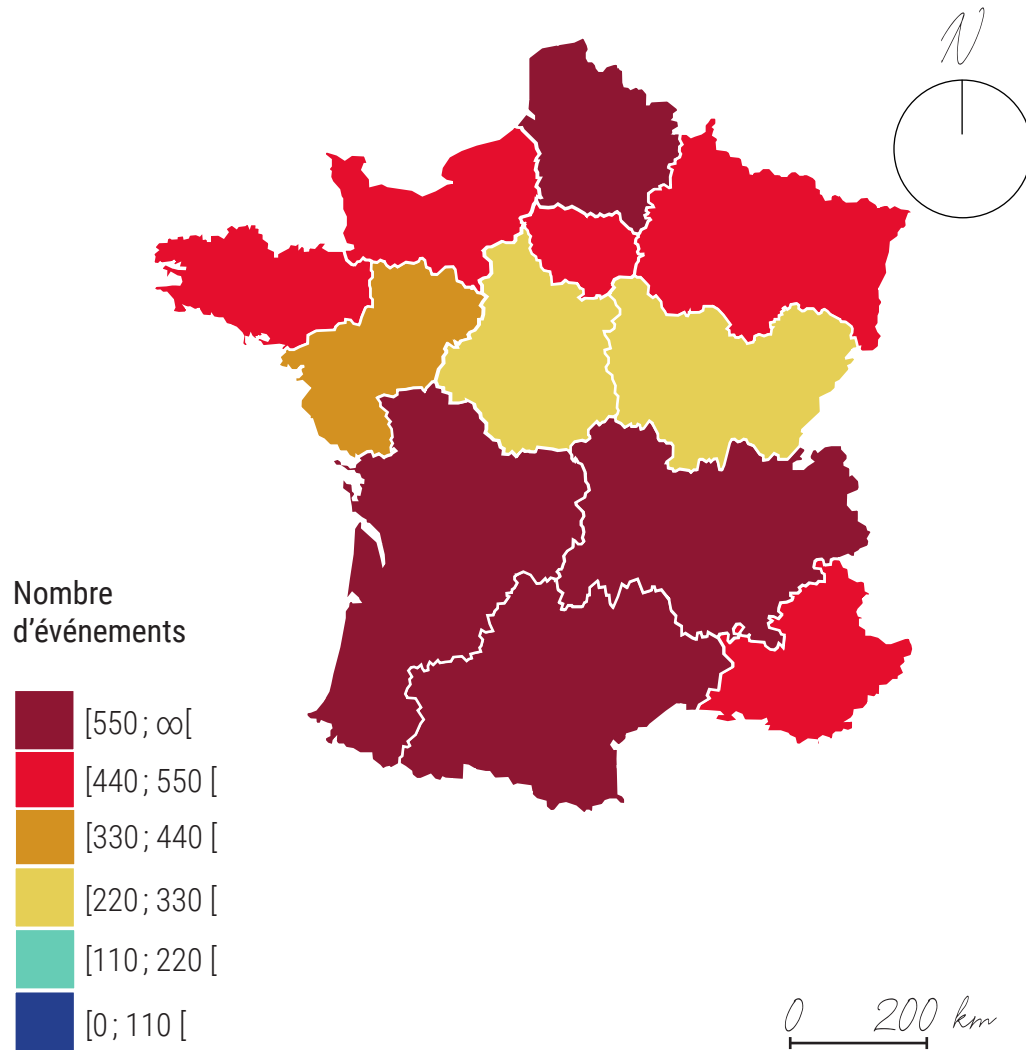 N
Nombre
d'événements
[550 ; ∞[
[440 ; 550 [
[330 ; 440 [
[220 ; 330 [
[110 ; 220 [
[0 ; 110 [
0 200 km